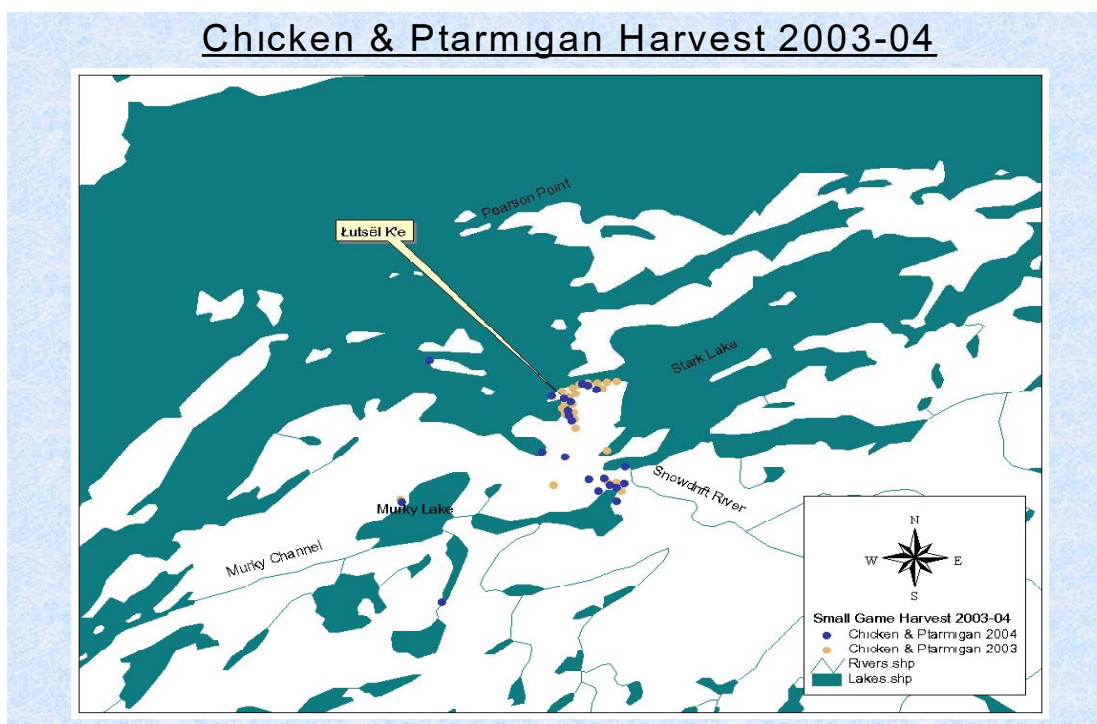 Chicken & Ptarmigan Harvest 2003-04
Pearson Point
Łutsël K'e
Stark Lake
Snowdrift River
Murky Lake
Murky Channel
N
W
E
S
Small Game Harvest 2003-04
Chicken & Ptarmigan 2004
Chicken & Ptarmigan 2003
Rivers.shp
Lakes.shp